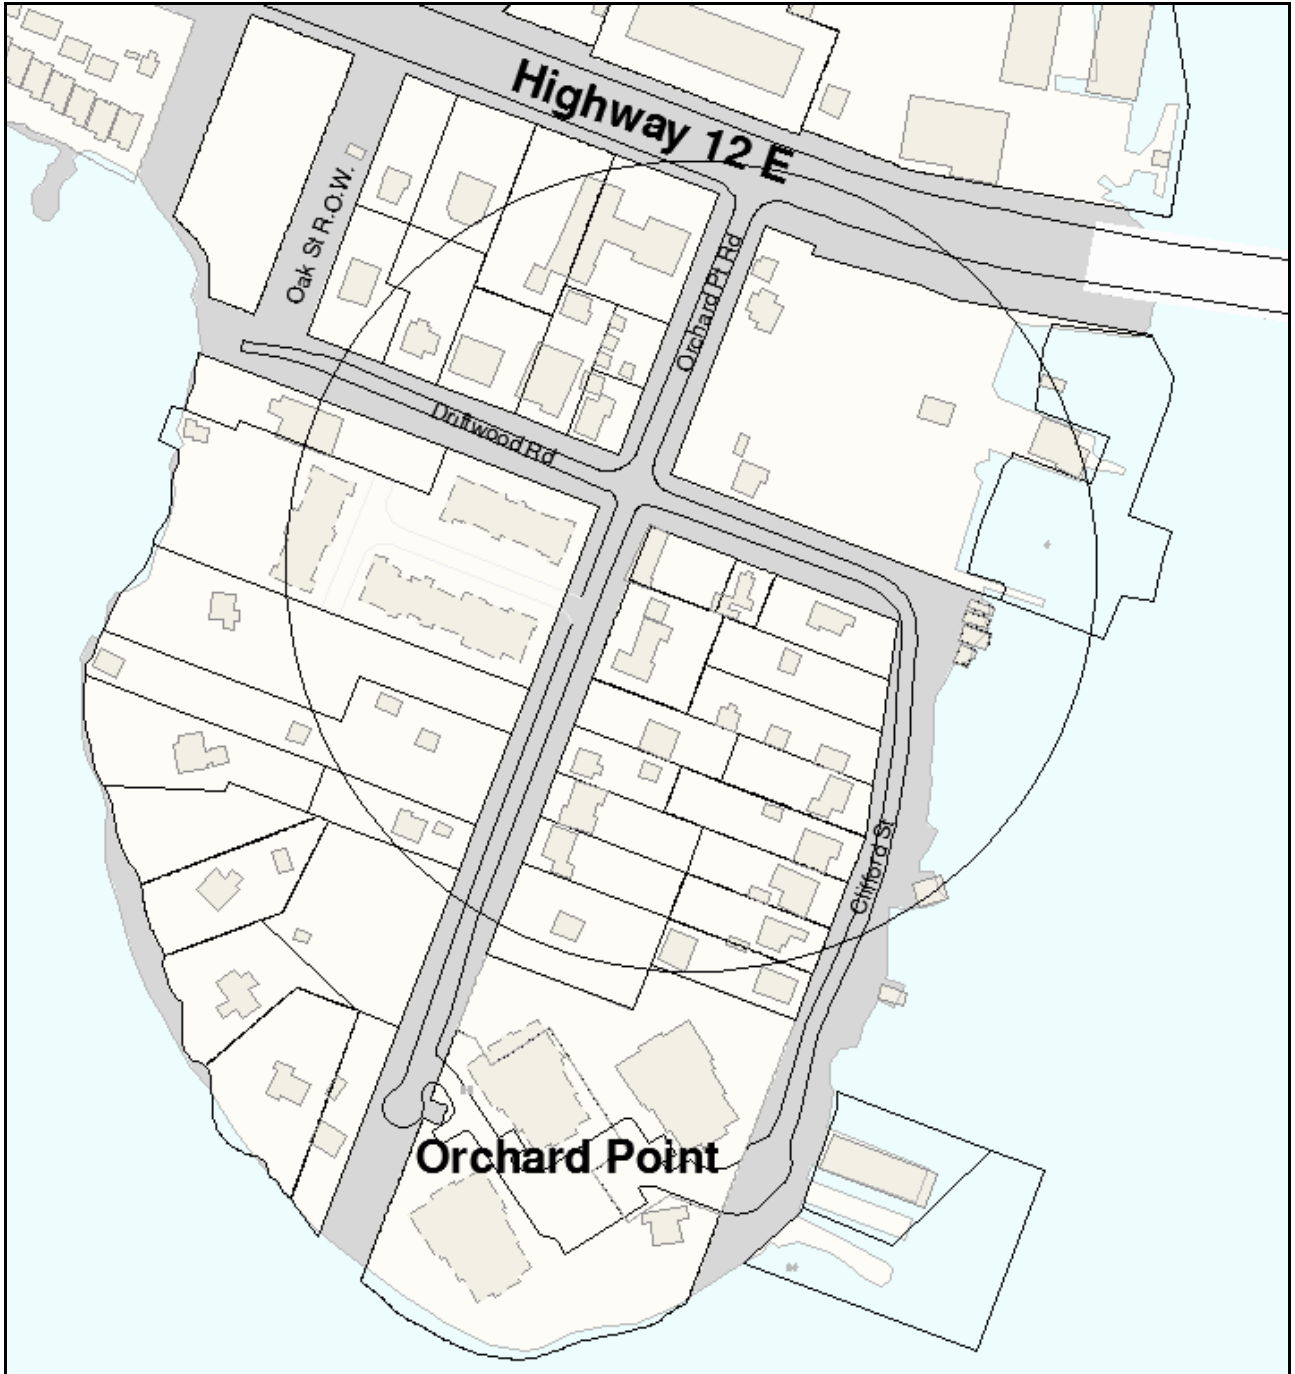 Highway 12 E
Oak St R.O.W.
Orchard Pt Rd
Driftwood Rd
Clifford St
Orchard Point